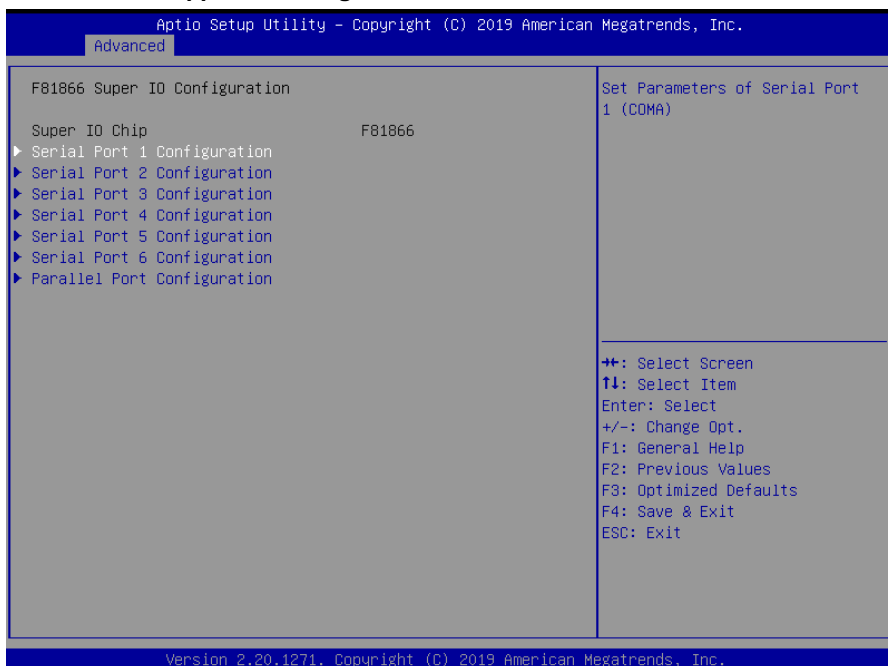 Aptio Setup Utility – Copyright (C) 2019 American Megatrends, Inc.
Advanced
F81866 Super IO Configuration
Super IO Chip F81866
Serial Port 1 Configuration
Serial Port 2 Configuration
Serial Port 3 Configuration
Serial Port 4 Configuration
Serial Port 5 Configuration
Serial Port 6 Configuration
Parallel Port Configuration
Set Parameters of Serial Port
1 (COMA)
→←: Select Screen
↑↓: Select Item
Enter: Select
+/-: Change Opt.
F1: General Help
F2: Previous Values
F3: Optimized Defaults
F4: Save & Exit
ESC: Exit
Version 2.20.1271. Copyright (C) 2019 American Megatrends, Inc.